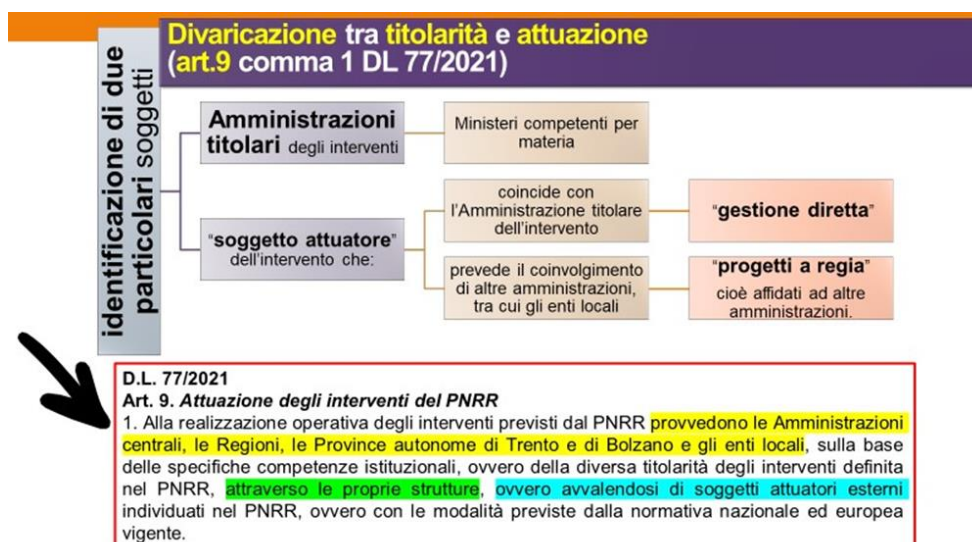 Divaricazione tra titolarità e attuazione
(art.9 comma 1 DL 77/2021)
identificazione di due
particolari soggetti
Amministrazioni
titolari degli interventi
Ministeri competenti per
materia
"soggetto attuatore"
dell'intervento che:
coincide con
l'Amministrazione titolare
dell'intervento
"gestione diretta"
prevede il coinvolgimento
di altre amministrazioni,
tra cui gli enti locali
"progetti a regia"
cioè affidati ad altre
amministrazioni.
D.L. 77/2021
Art. 9. Attuazione degli interventi del PNRR
1. Alla realizzazione operativa degli interventi previsti dal PNRR provvedono le Amministrazioni
centrali, le Regioni, le Province autonome di Trento e di Bolzano e gli enti locali, sulla base
delle specifiche competenze istituzionali, ovvero della diversa titolarità degli interventi definita
nel PNRR, attraverso le proprie strutture, ovvero avvalendosi di soggetti attuatori esterni
individuati nel PNRR, ovvero con le modalità previste dalla normativa nazionale ed europea
vigente.